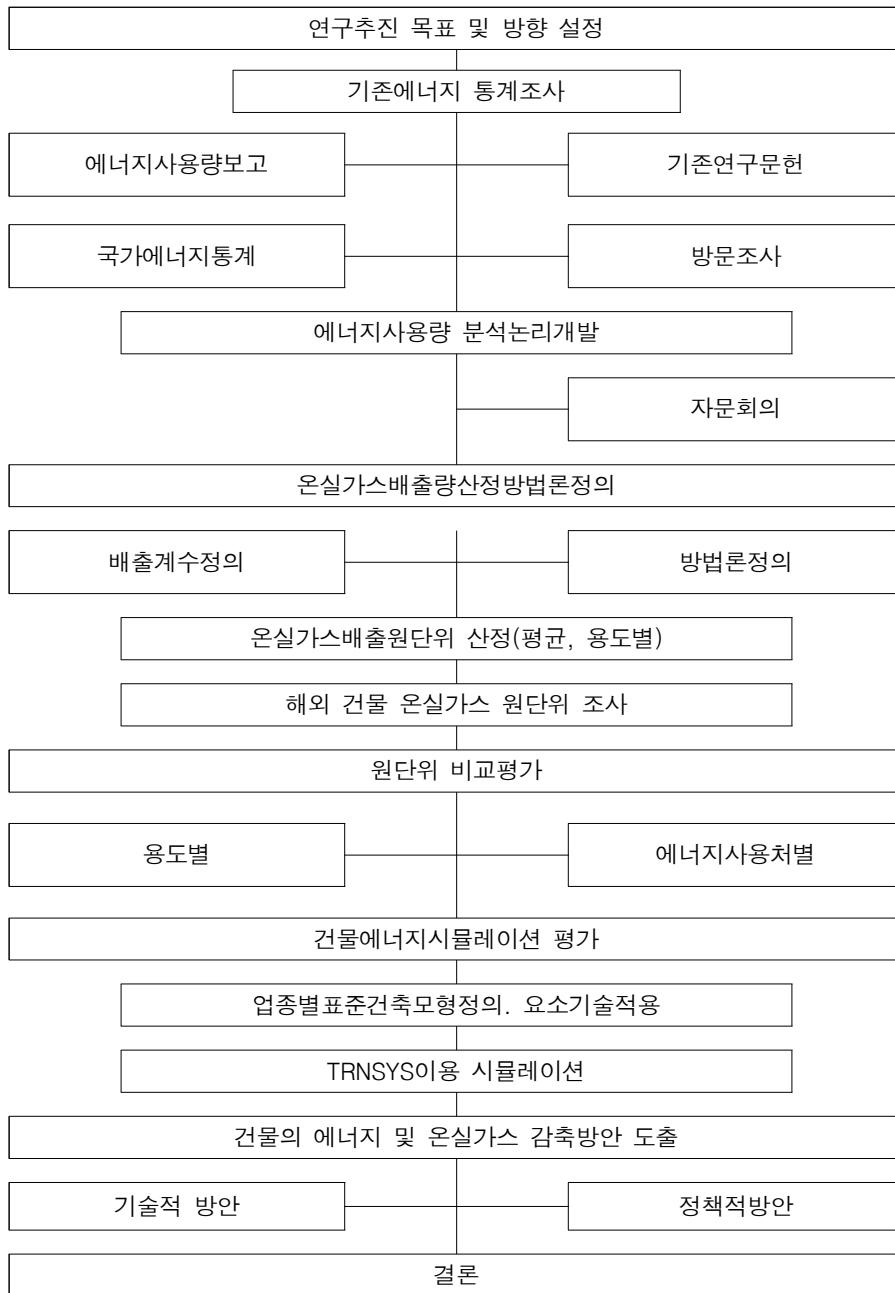 연구추진 목표 및 방향 설정
기존에너지 통계조사
에너지사용량보고
기존연구문헌
국가에너지통계
방문조사
에너지사용량 분석논리개발
자문회의
온실가스배출량산정방법론정의
배출계수정의
방법론정의
온실가스배출원단위 산정(평균, 용도별)
해외 건물 온실가스 원단위 조사
원단위 비교평가
용도별
에너지사용처별
건물에너지시뮬레이션 평가
업종별표준건축모형정의. 요소기술적용
TRNSYS이용 시뮬레이션
건물의 에너지 및 온실가스 감축방안 도출
기술적 방안
정책적방안
결론